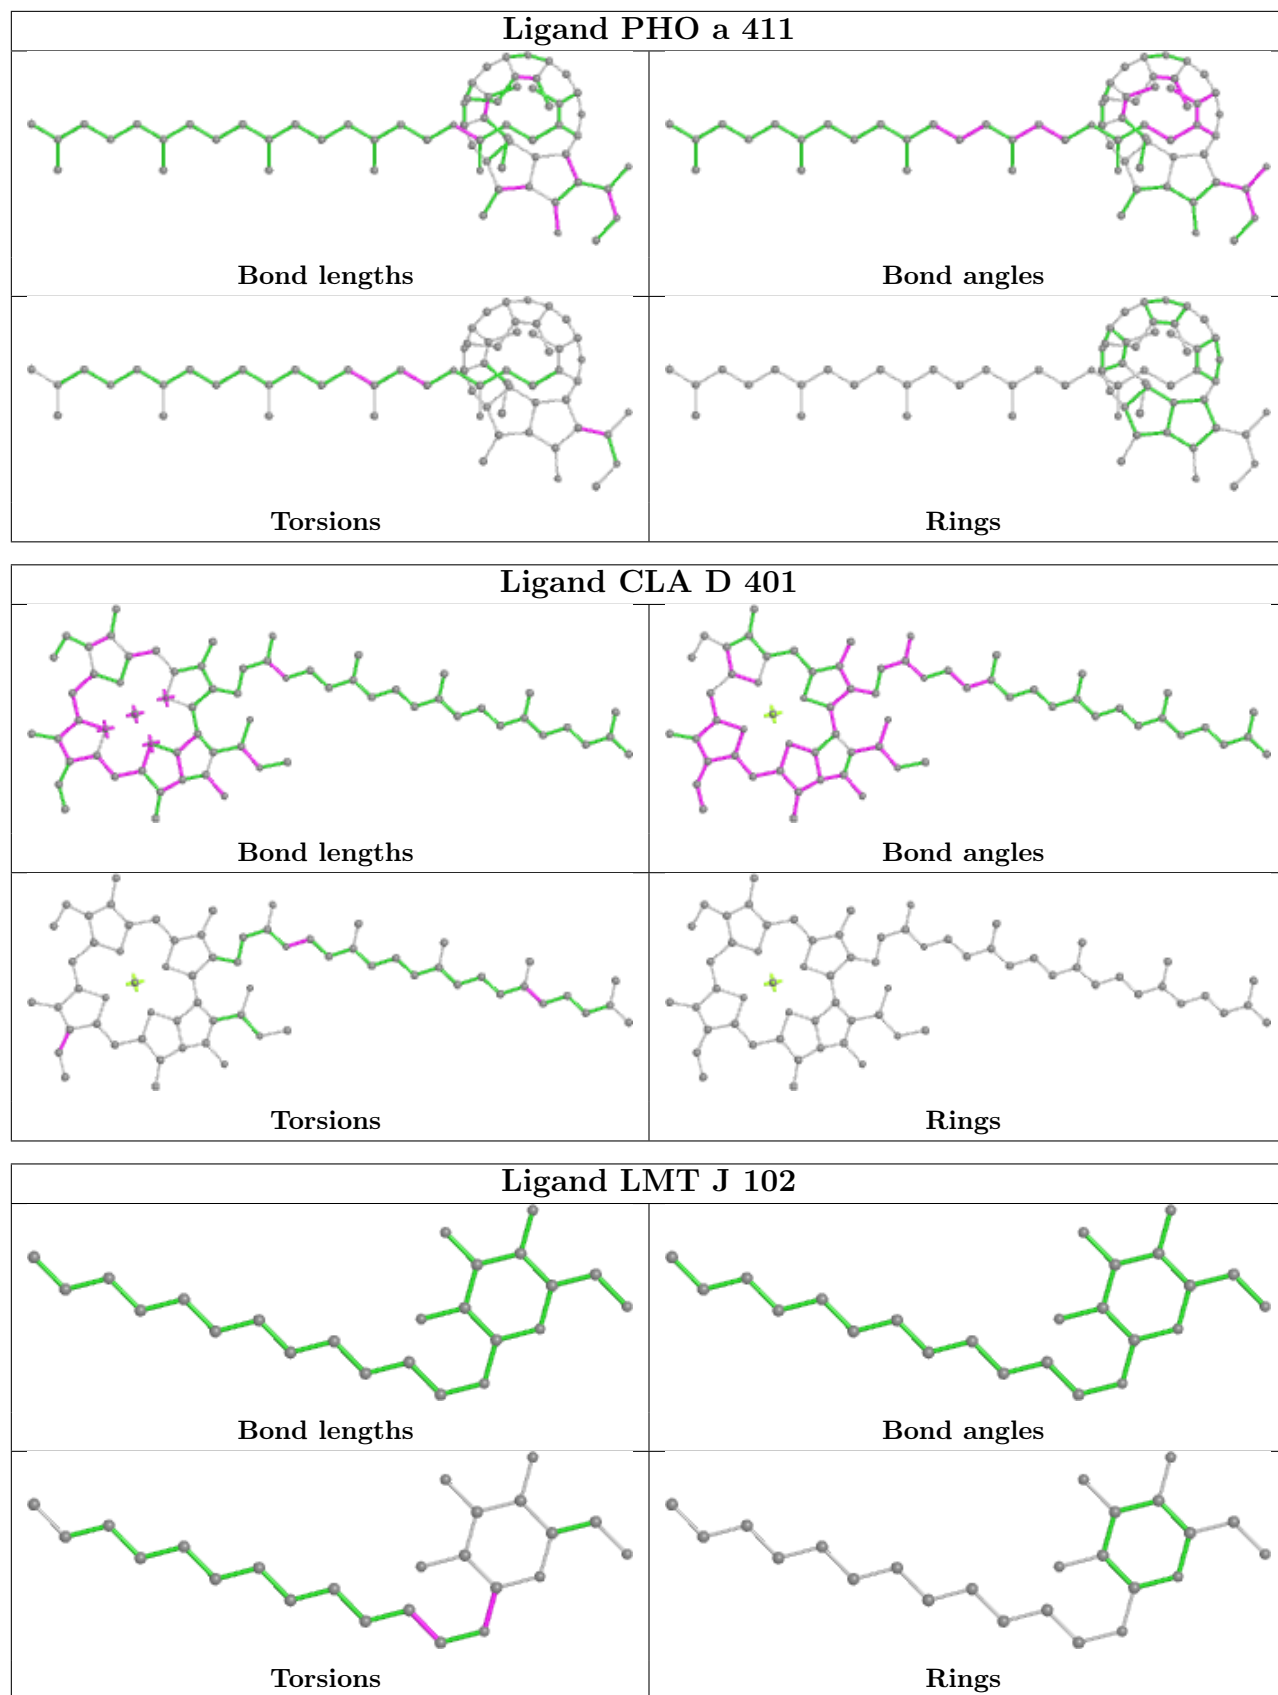 Ligand PHO a 411
Bond lengths
Bond angles
Torsions
Rings
Ligand CLA D 401
Bond lengths
Bond angles
Torsions
Rings
Ligand LMT J 102
Bond lengths
Bond angles
Torsions
Rings